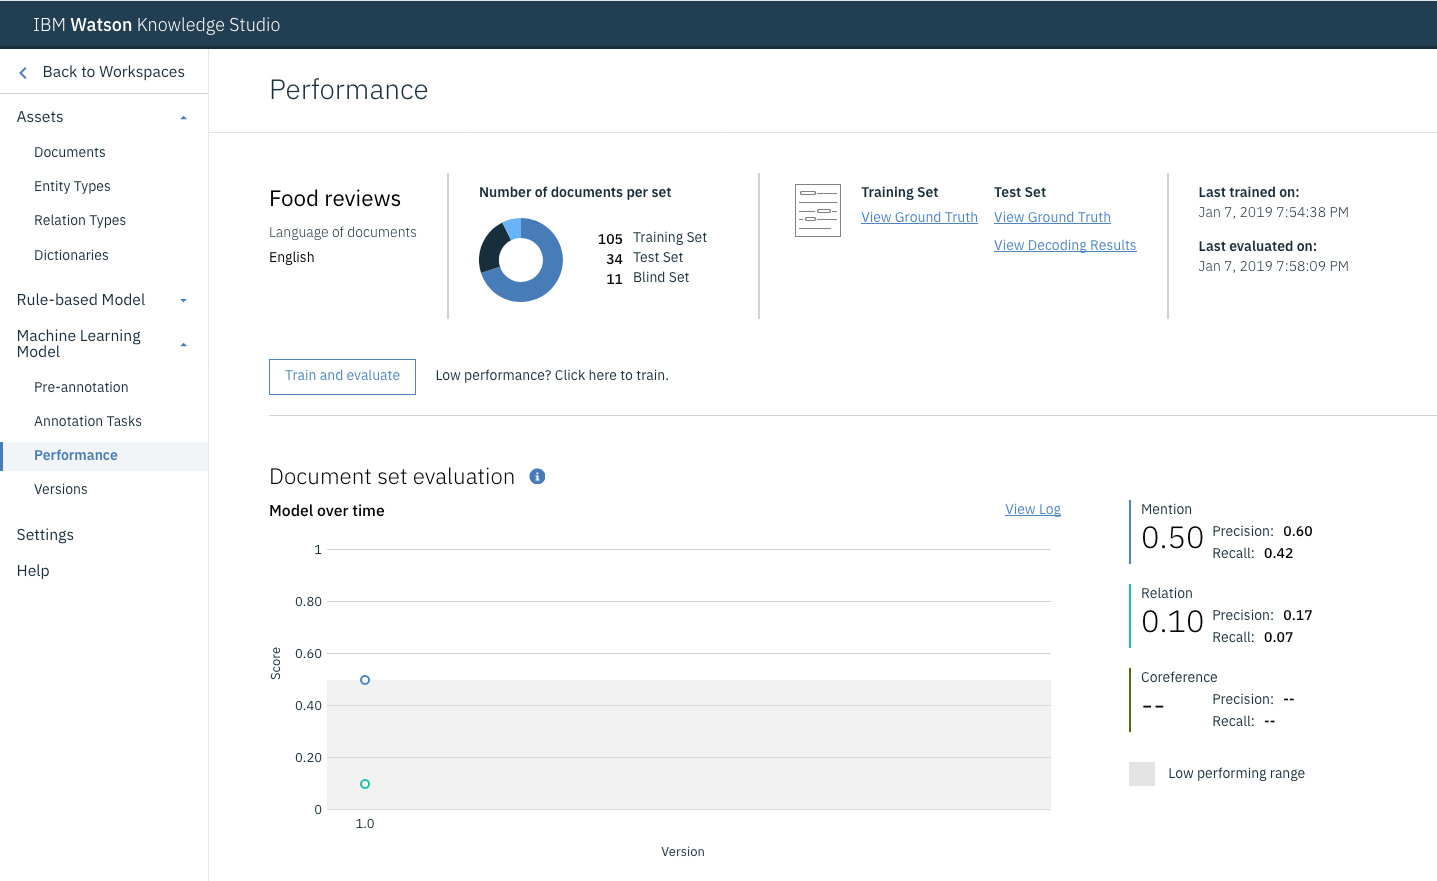 IBM Watson Knowledge Studio
Back to Workspaces
Assets
Documents
Entity Types
Relation Types
Dictionaries
Rule-based Model
Machine Learning
Model
Pre-annotation
Annotation Tasks
Performance
Versions
Settings
Help
Performance
Food reviews
Language of documents
English
Number of documents per set
105 Training Set
34 Test Set
11 Blind Set
Training Set
View Ground Truth
Test Set
View Ground Truth
View Decoding Results
Last trained on:
Jan 7, 2019 7:54:38 PM
Last evaluated on:
Jan 7, 2019 7:58:09 PM
Train and evaluate
Low performance? Click here to train.
Document set evaluation
Model over time
View Log
1
0.80
0.60
0.40
0.20
0
Score
1.0
Version
Mention
0.50
Precision: 0.60
Recall: 0.42
Relation
0.10
Precision: 0.17
Recall: 0.07
Coreference
--
Precision: --
Recall: --
Low performing range